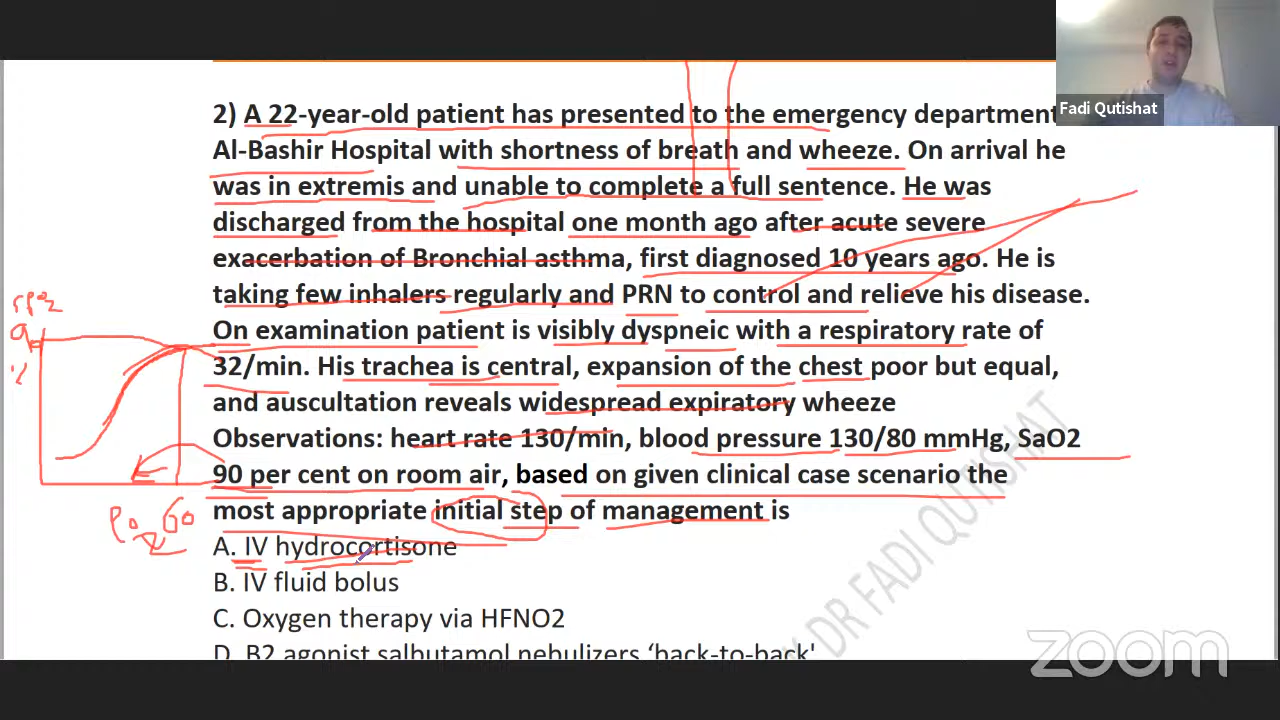 Fadi Qutishat
2) A 22-year-old patient has presented to the emergency department
Al-Bashir Hospital with shortness of breath and wheeze. On arrival he
was in extremis and unable to complete a full sentence. He was
discharged from the hospital one month ago after acute severe
exacerbation of Bronchial asthma, first diagnosed 10 years ago. He is
taking few inhalers regularly and PRN to control and relieve his disease.
On examination patient is visibly dyspneic with a respiratory rate of
32/min. His trachea is central, expansion of the chest poor but equal,
and auscultation reveals widespread expiratory wheeze
Observations: heart rate 130/min, blood pressure 130/80 mmHg, SaO2
90 per cent on room air, based on given clinical case scenario the
most appropriate initial step of management is
A. IV hydrocortisone
B. IV fluid bolus
C. Oxygen therapy via HFNO2
D. B2 agonist salbutamol nebulizers ‘back-to-back'
DR FADI QUTISHAT
zoom